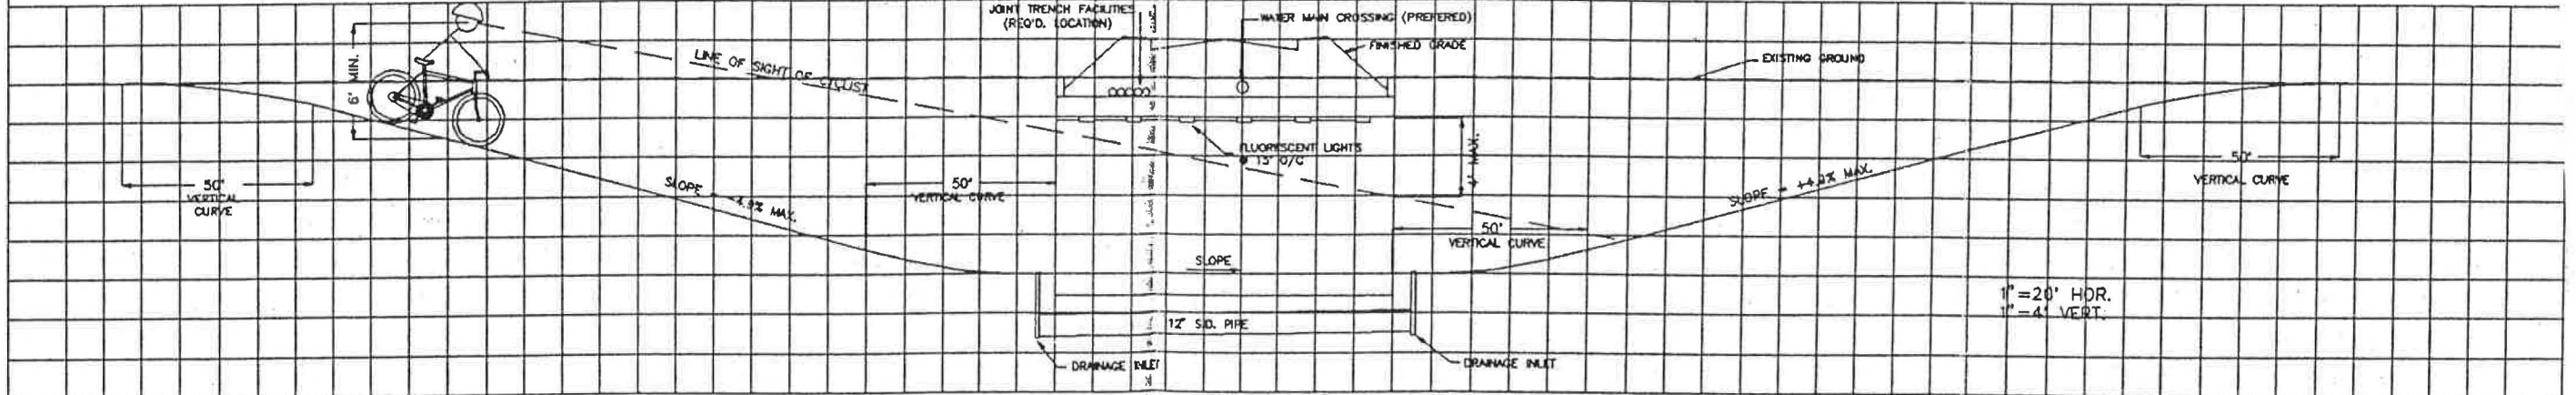 JOINT TRENCH FACILITIES
(REQ'D. LOCATION)
WATER MAIN CROSSING (PREFERED)
FINISHED GRADE
EXISTING GROUND
LINE OF SIGHT OF CYCLIST
6' MIN.
FLUORESCENT LIGHTS
@ 15' O/C
4' MAX.
50'
VERTICAL
CURVE
SLOPE = -4.9% MAX.
50'
VERTICAL CURVE
50'
VERTICAL CURVE
SLOPE = MAX.
50'
VERTICAL CURVE
SLOPE
12" S.D. PIPE
DRAINAGE INLET
DRAINAGE INLET
1"=20' HOR.
1"=4' VERT.